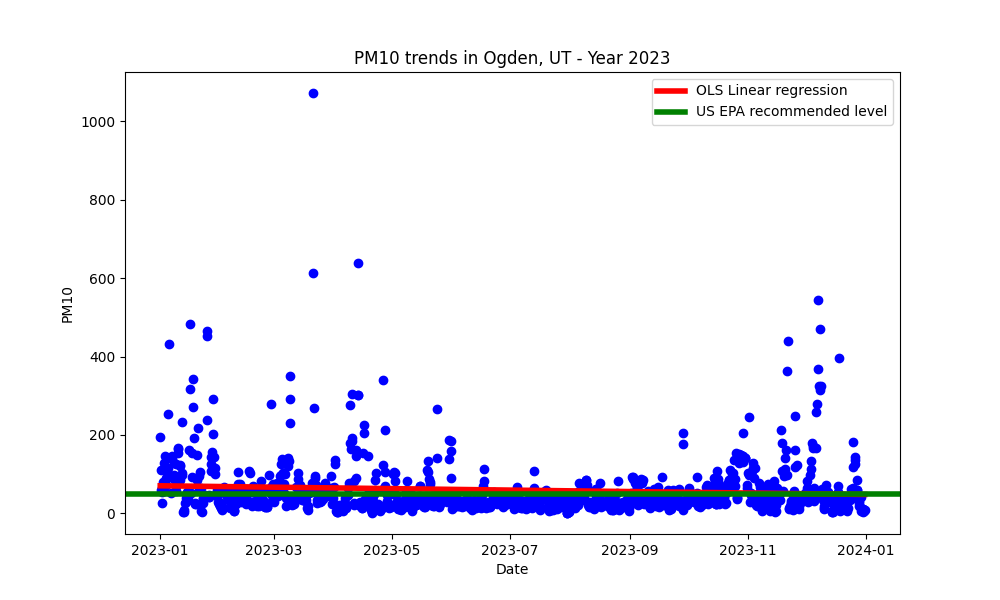 PM10 trends in Ogden, UT - Year 2023
OLS Linear regression
US EPA recommended level
1000
800
600
400
200
0
PM10
2023-01
2023-03
2023-05
2023-07
2023-09
2023-11
2024-01
Date